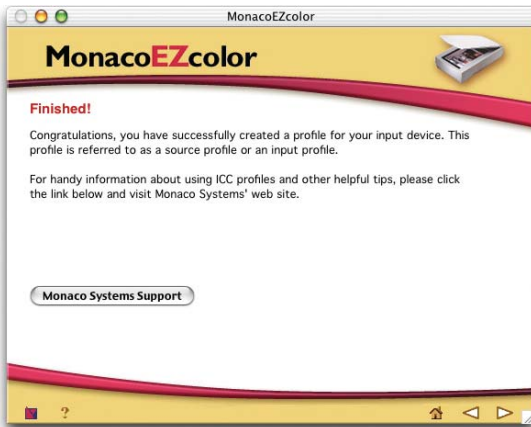 MonacoEZcolor
MonacoEZcolor
Finished!
Congratulations, you have successfully created a profile for your input device. This
profile is referred to as a source profile or an input profile.
For handy information about using ICC profiles and other helpful tips, please click
the link below and visit Monaco Systems' web site.
Monaco Systems Support
?